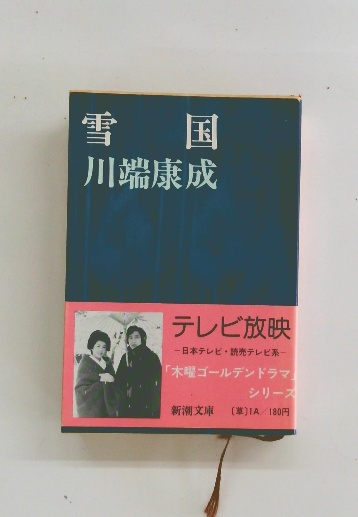 雪国
川端康成
テレビ放映
−日本テレビ・読売テレビ系−
「木曜ゴールデンドラマ」
シリーズ
新潮文庫 〔草〕1A/180円